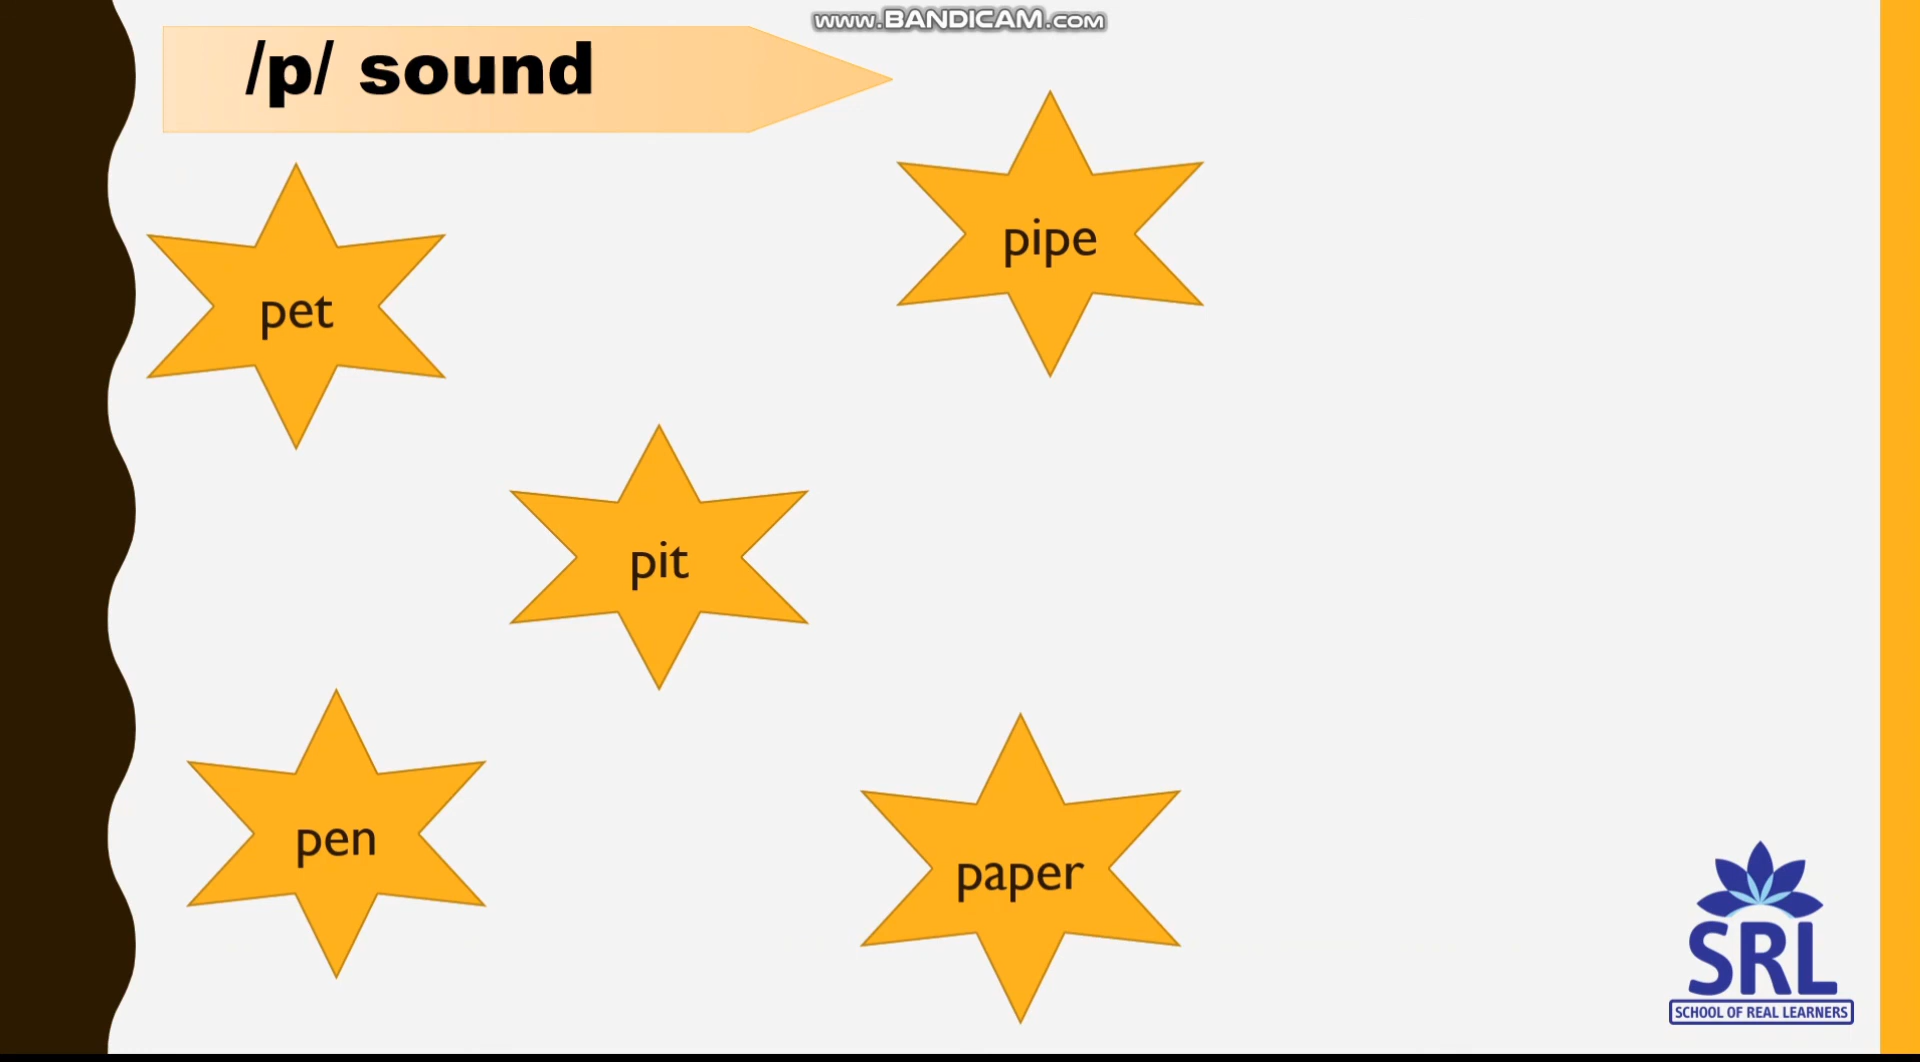 www.BANDICAM.com
/p/ sound
pipe
pet
pit
pen
paper
SRL
SCHOOL OF REAL LEARNERS